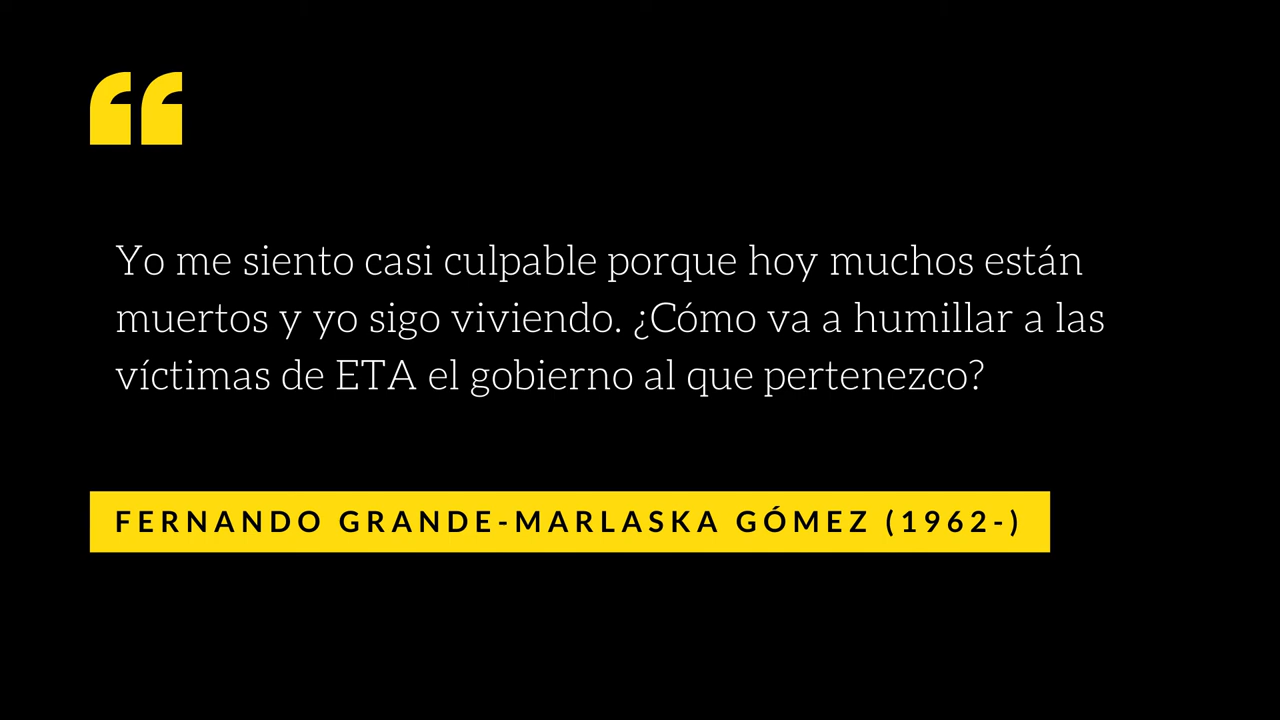 Yo me siento casi culpable porque hoy muchos están
muertos y yo sigo viviendo. ¿Cómo va a humillar a las
víctimas de ETA el gobierno al que pertenezco?
FERNANDO GRANDE-MARLASKA GÓMEZ (1962-)